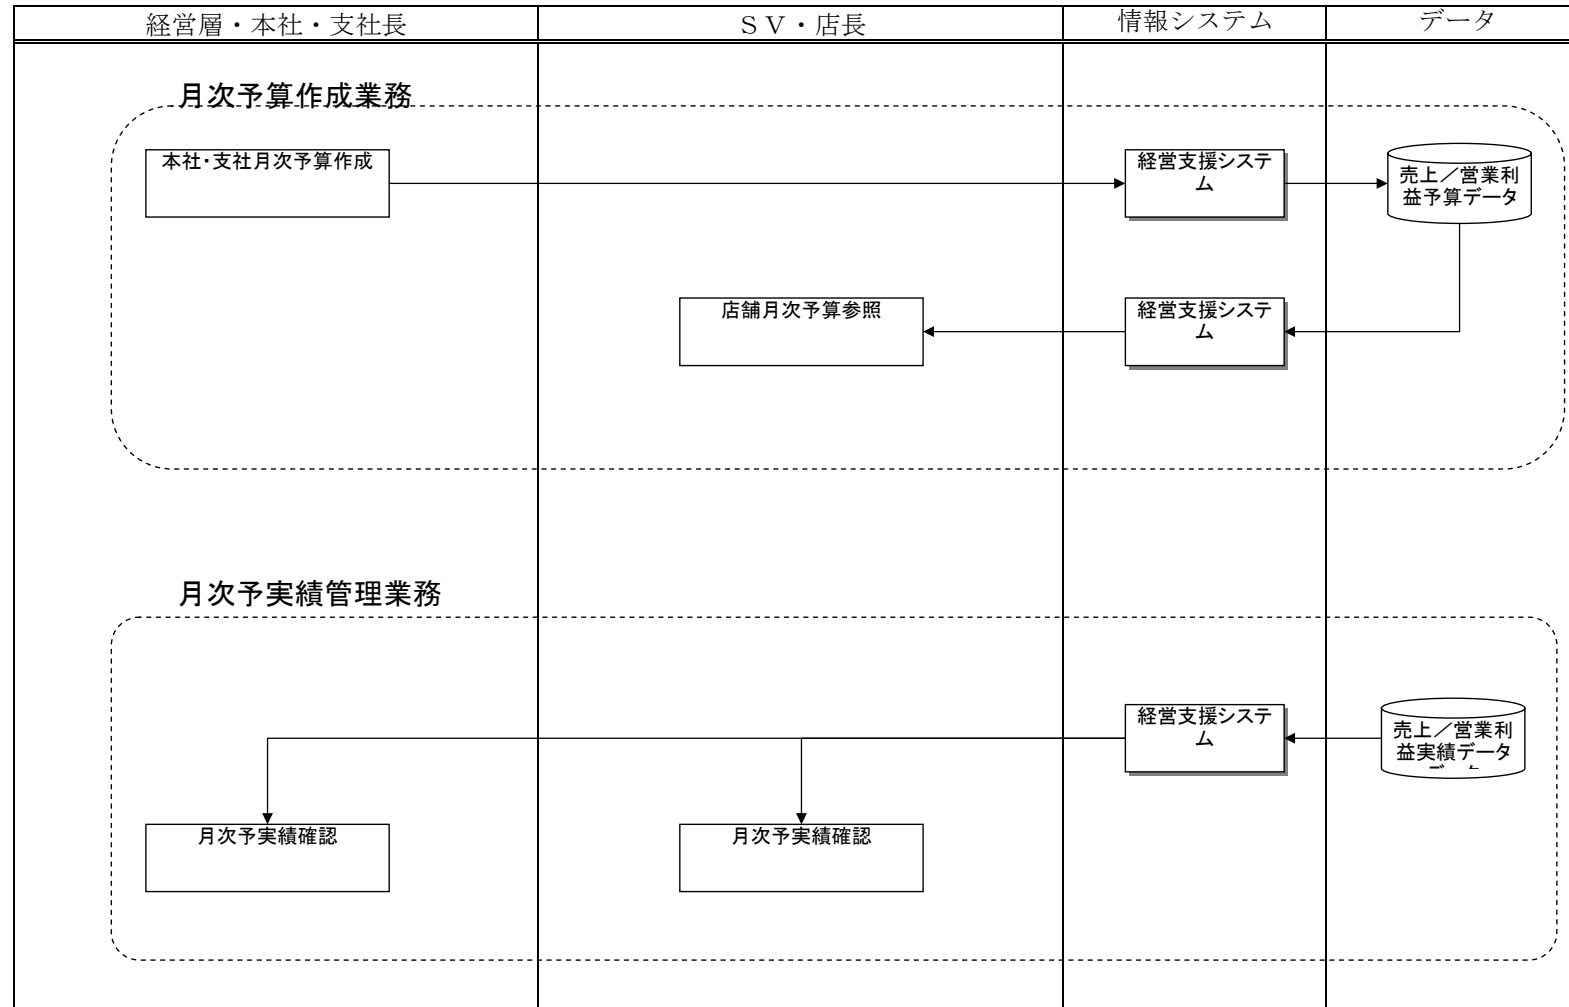 経営層・本社・支社長
ＳＶ・店長
情報システム
データ
月次予算作成業務
本社・支社月次予算作成
経営支援システ
ム
売上／営業利
益予算データ
店舗月次予算参照
経営支援システ
ム
月次予実績管理業務
経営支援システ
ム
売上／営業利
益実績データ
データ
月次予実績確認
月次予実績確認